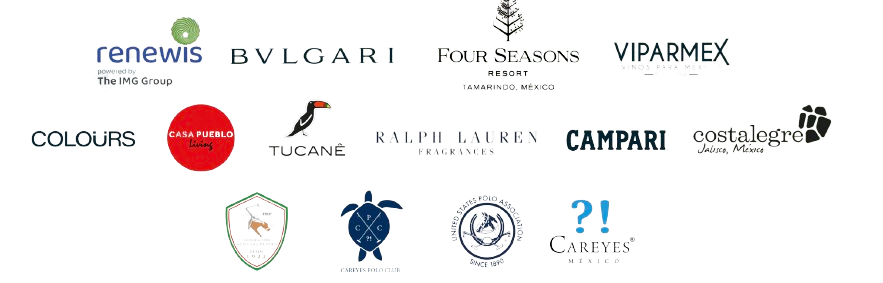 renewis
powered by
The IMG Group
BVLGARI
FOUR SEASONS
RESORT
TAMARINDO, MÉXICO
VIPARMEX
COLOURS
CASA PUEBLO
living
TUCANÊ
RALPH LAUREN
FRAGRANCES
CAMPARI
costalegre
Jalisco, México
P
C C
?!
CAREYES POLO CLUB
UNITED STATES POLO ASSOCIATION
SINCE 1890
?!
CAREYES®
MÉXICO